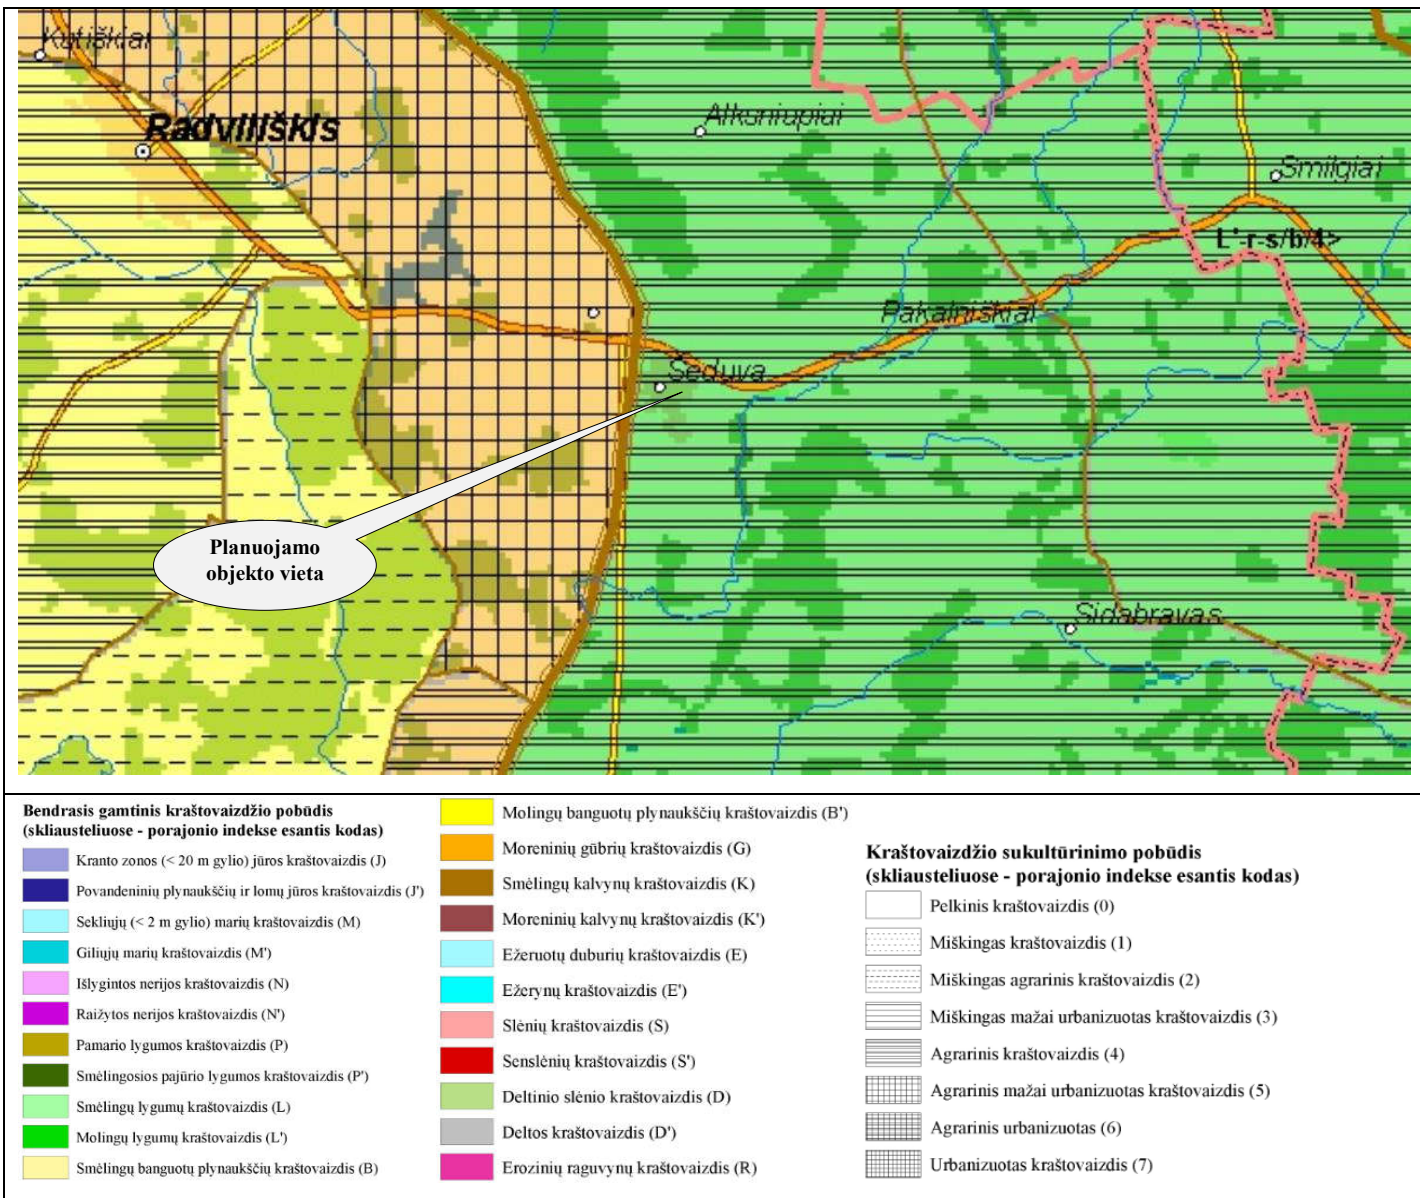 Kutiškiai
Radviliškis
Alksniupiai
Smilgiai
L'-r-s/b/4>
Pakalniškiai
Šeduva
Planuojamo
objekto vieta
Sidabravas
Bendrasis gamtinis kraštovaizdžio pobūdis
(skliausteliuose - porajonio indekse esantis kodas)
Kranto zonos (< 20 m gylio) jūros kraštovaizdis (J)
Povandeninių plynaukščių ir lomų jūros kraštovaizdis (J')
Sekliųjų (< 2 m gylio) marių kraštovaizdis (M)
Giliųjų marių kraštovaizdis (M')
Išlygintos nerijos kraštovaizdis (N)
Raižytos nerijos kraštovaizdis (N')
Pamario lygumos kraštovaizdis (P)
Smėlingosios pajūrio lygumos kraštovaizdis (P')
Smėlingų lygumų kraštovaizdis (L)
Molingų lygumų kraštovaizdis (L')
Smėlingų banguotų plynaukščių kraštovaizdis (B)
Molingų banguotų plynaukščių kraštovaizdis (B')
Moreninių gūbrių kraštovaizdis (G)
Smėlingų kalvynų kraštovaizdis (K)
Moreninių kalvynų kraštovaizdis (K')
Ežeruotų duburių kraštovaizdis (E)
Ežerynų kraštovaizdis (E')
Slėnių kraštovaizdis (S)
Senslėnių kraštovaizdis (S')
Deltinio slėnio kraštovaizdis (D)
Deltos kraštovaizdis (D')
Erozinių raguvynų kraštovaizdis (R)
Kraštovaizdžio sukultūrinimo pobūdis
(skliausteliuose - porajonio indekse esantis kodas)
Pelkinis kraštovaizdis (0)
Miškingas kraštovaizdis (1)
Miškingas agrarinis kraštovaizdis (2)
Miškingas mažai urbanizuotas kraštovaizdis (3)
Agrarinis kraštovaizdis (4)
Agrarinis mažai urbanizuotas kraštovaizdis (5)
Agrarinis urbanizuotas (6)
Urbanizuotas kraštovaizdis (7)